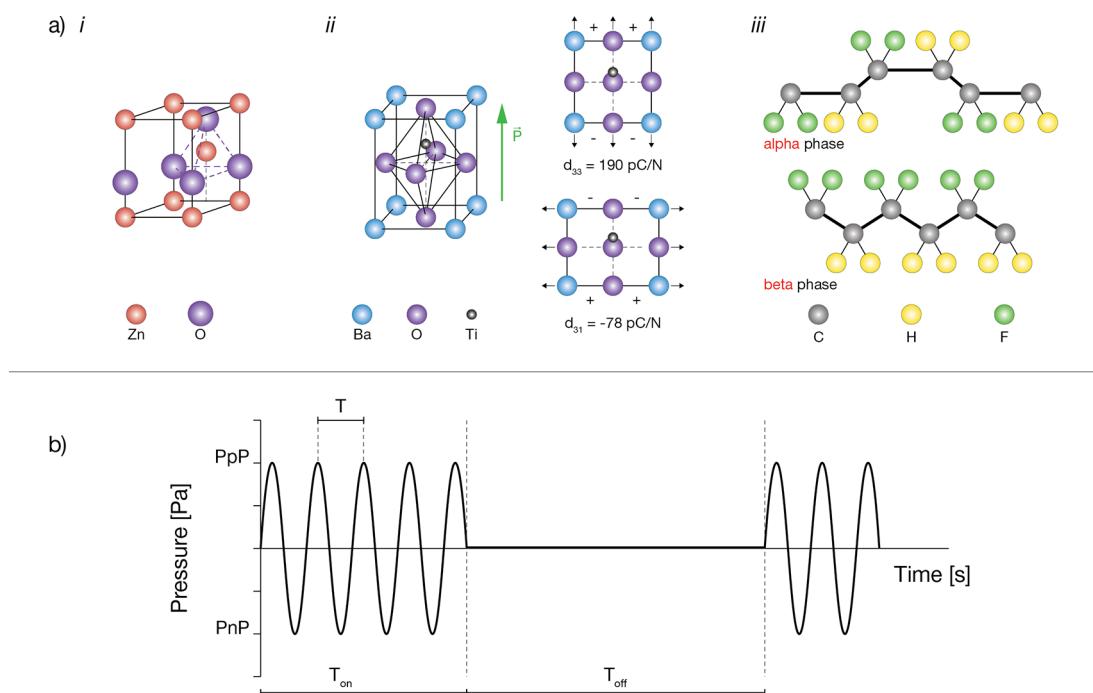 a) i
ii
iii
+ +
- -
d33 = 190 pC/N
P
- -
+ +
d31 = -78 pC/N
alpha phase
beta phase
Zn O
Ba O Ti
C H F
b)
T
PpP
Pressure [Pa]
Time [s]
PnP
Ton Toff